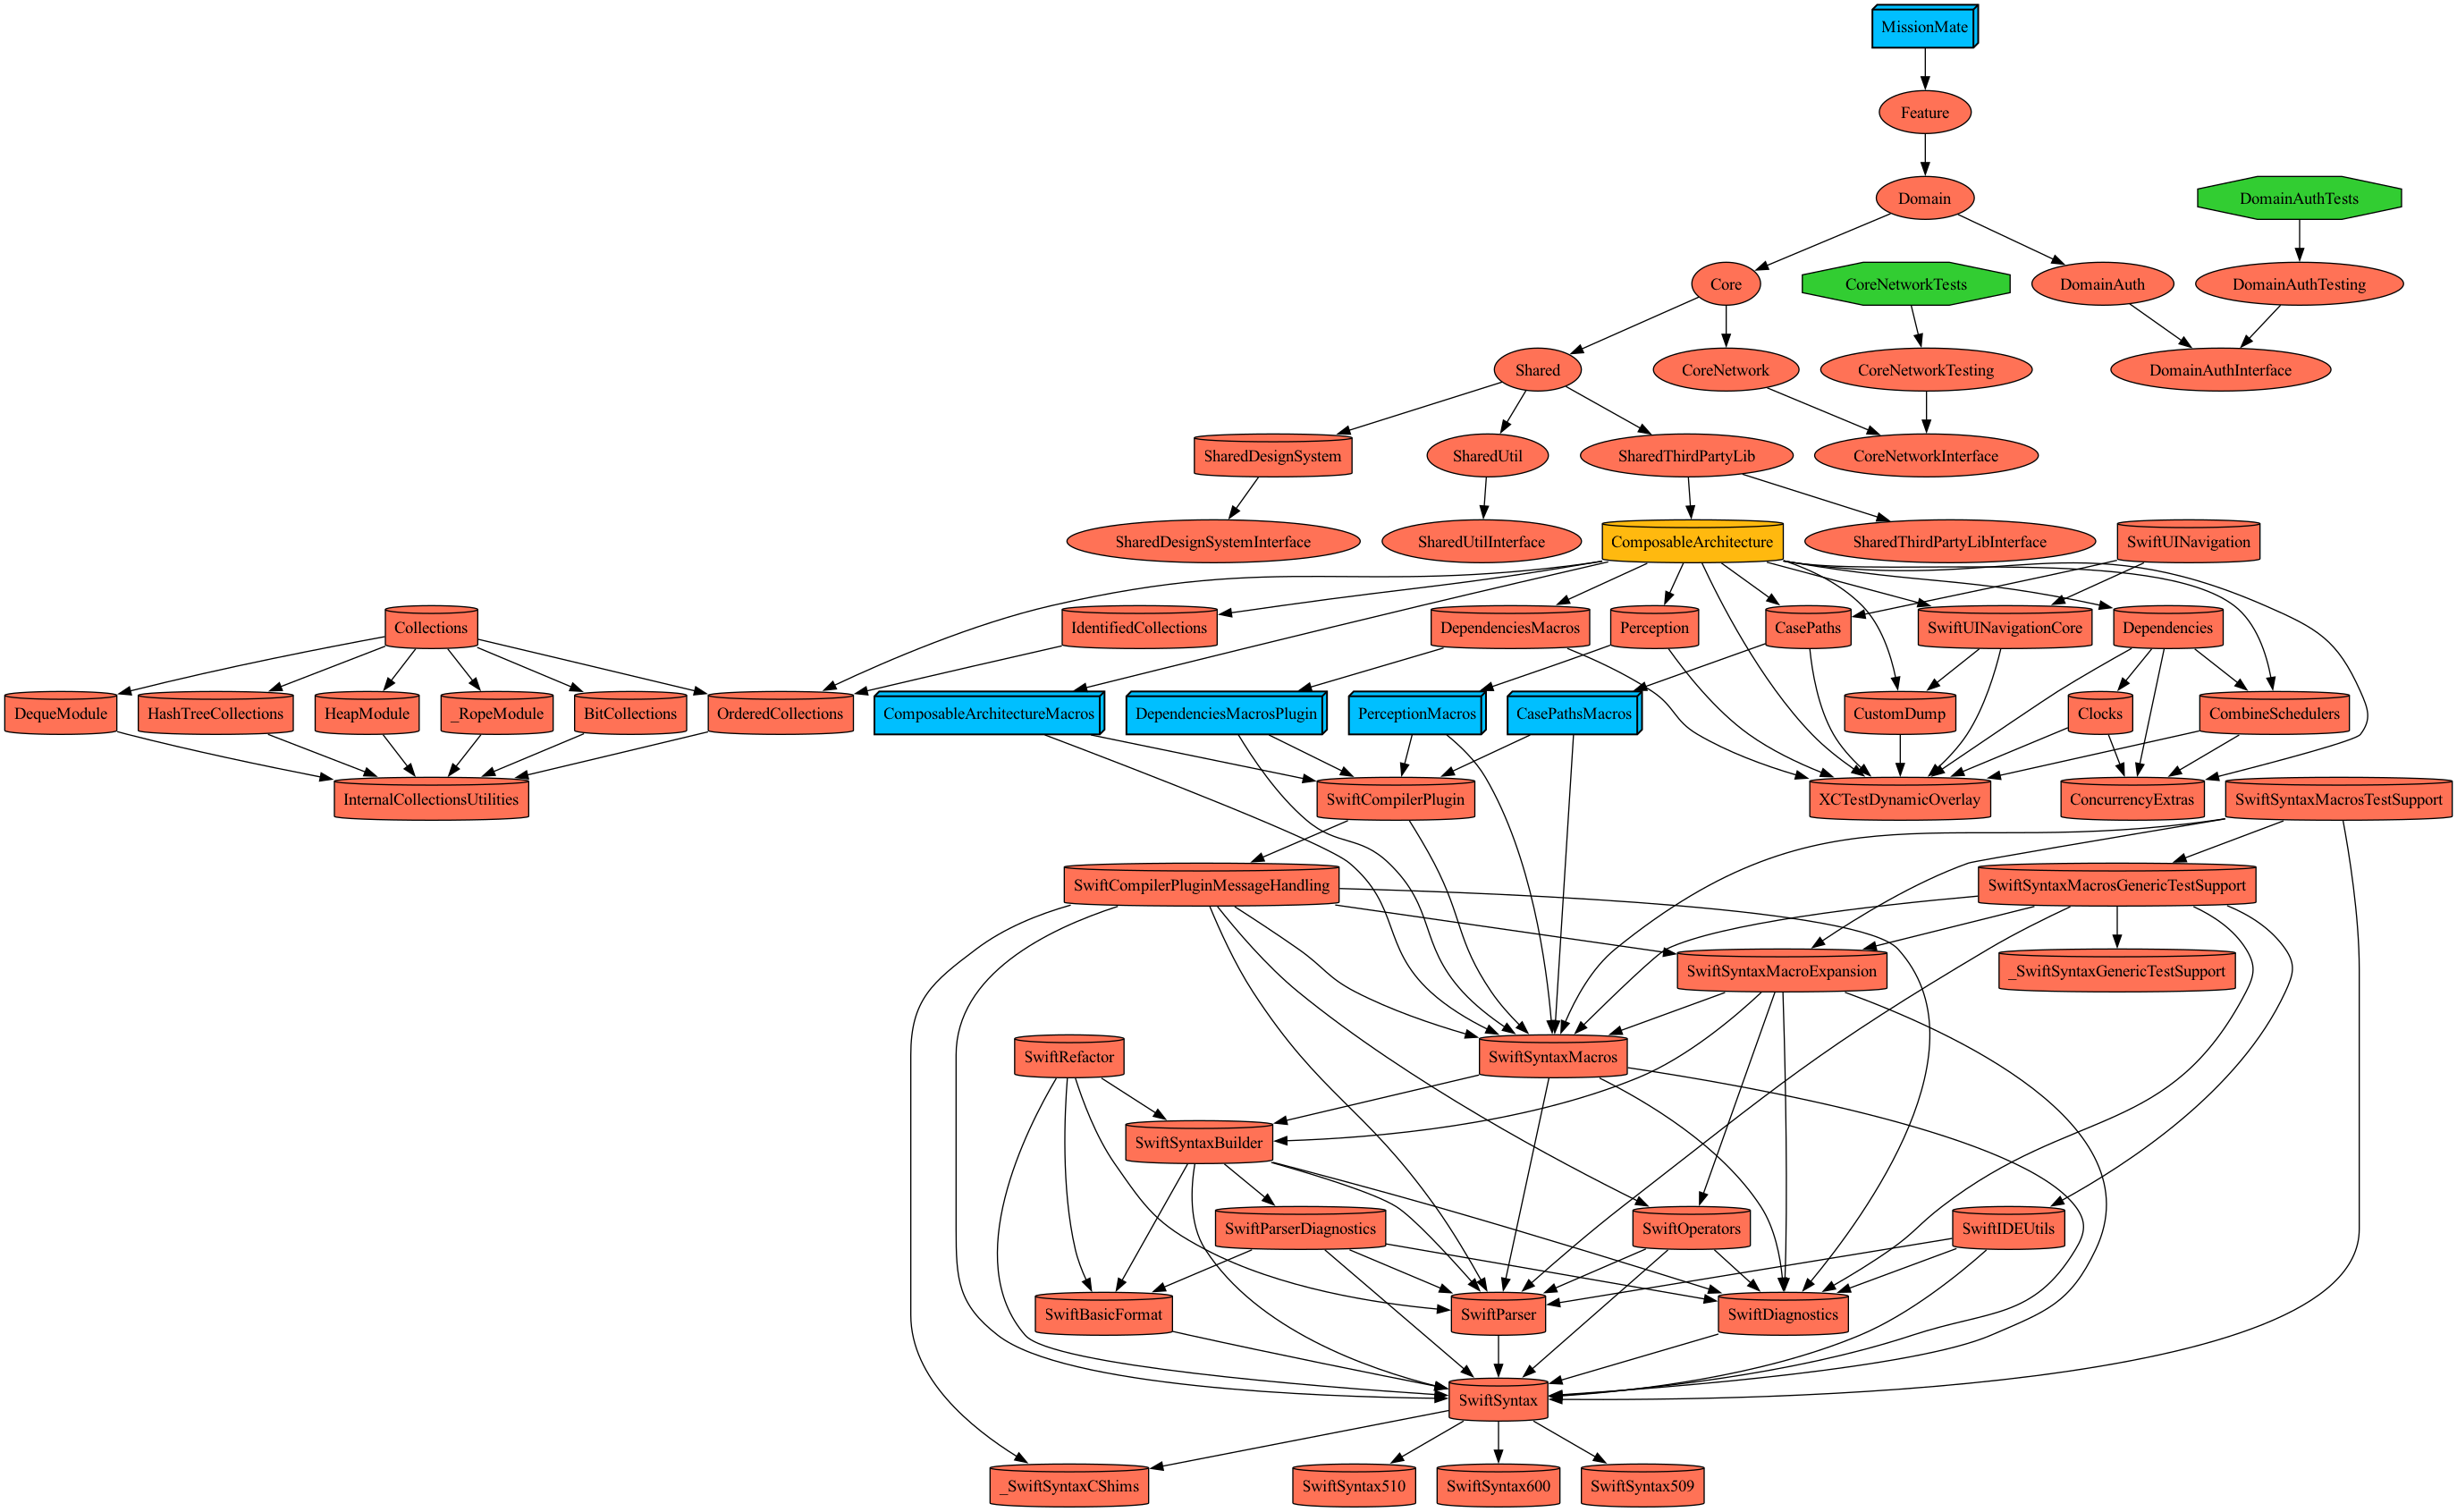 MissionMate
Feature
Domain
DomainAuthTests
Core
CoreNetworkTests
DomainAuth
DomainAuthTesting
Shared
CoreNetwork
CoreNetworkTesting
DomainAuthInterface
SharedDesignSystem
SharedUtil
SharedThirdPartyLib
CoreNetworkInterface
SharedDesignSystemInterface
SharedUtilInterface
ComposableArchitecture
SharedThirdPartyLibInterface
SwiftUINavigation
Collections
IdentifiedCollections
DependenciesMacros
Perception
CasePaths
SwiftUINavigationCore
Dependencies
DequeModule
HashTreeCollections
HeapModule
_RopeModule
BitCollections
OrderedCollections
ComposableArchitectureMacros
DependenciesMacrosPlugin
PerceptionMacros
CasePathsMacros
CustomDump
Clocks
CombineSchedulers
InternalCollectionsUtilities
SwiftCompilerPlugin
XCTestDynamicOverlay
ConcurrencyExtras
SwiftSyntaxMacrosTestSupport
SwiftCompilerPluginMessageHandling
SwiftSyntaxMacrosGenericTestSupport
SwiftSyntaxMacroExpansion
_SwiftSyntaxGenericTestSupport
SwiftRefactor
SwiftSyntaxMacros
SwiftSyntaxBuilder
SwiftParserDiagnostics
SwiftOperators
SwiftIDEUtils
SwiftBasicFormat
SwiftParser
SwiftDiagnostics
SwiftSyntax
_SwiftSyntaxCShims
SwiftSyntax510
SwiftSyntax600
SwiftSyntax509